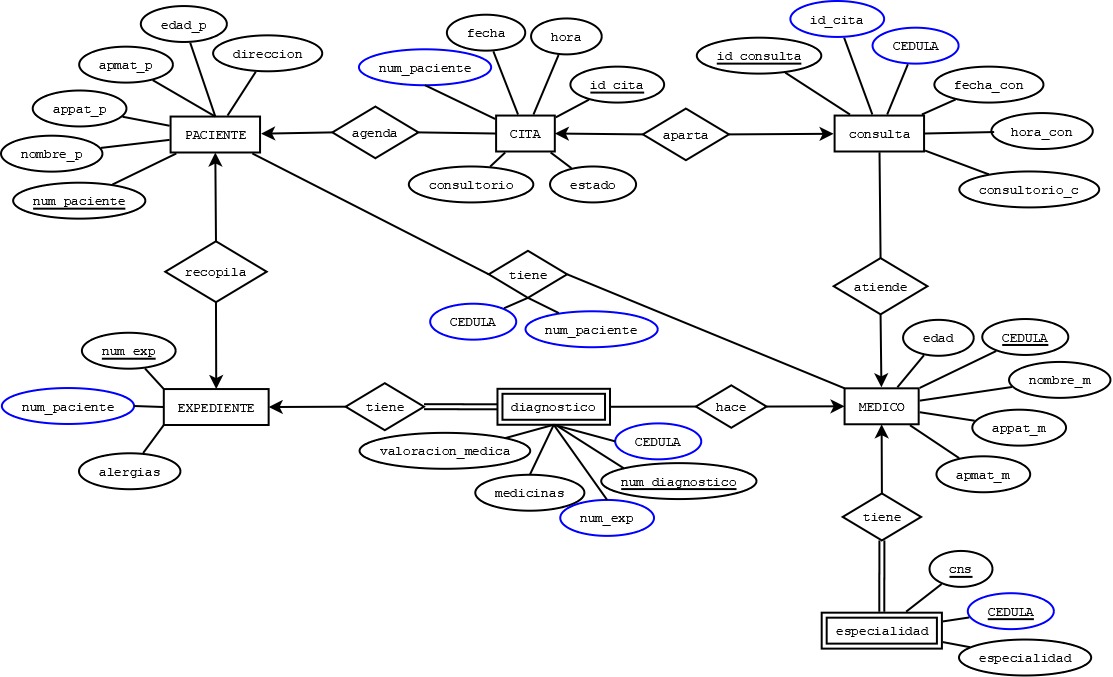 edad_p
apmat_p
direccion
appat_p
nombre_p
num_paciente
PACIENTE
agenda
fecha
hora
num_paciente
id_cita
CITA
consultorio
estado
aparta
id_cita
id_consulta
CEDULA
fecha_con
hora_con
consultorio_c
consulta
recopila
tiene
CEDULA
num_paciente
atiende
num_exp
num_paciente
alergias
EXPEDIENTE
tiene
diagnostico
valoracion_medica
medicinas
num_exp
num_diagnostico
CEDULA
hace
MEDICO
edad
CEDULA
nombre_m
appat_m
apmat_m
tiene
cns
CEDULA
especialidad
especialidad